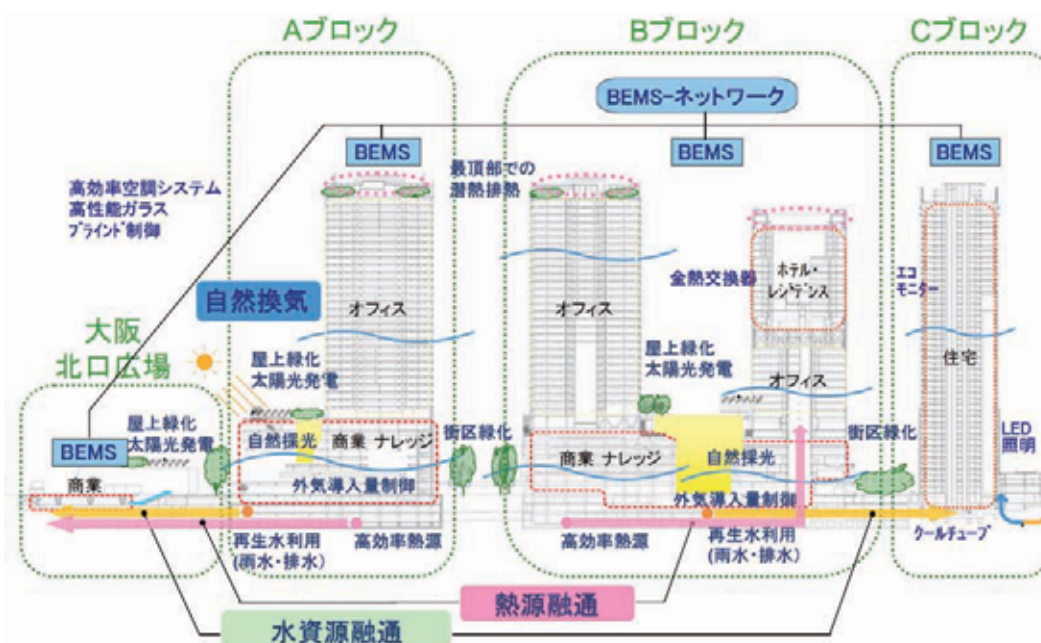 Aブロック
Bブロック
Cブロック
BEMS-ネットワーク
BEMS
BEMS
BEMS
高効率空調システム
高性能ガラス
ブラインド制御
最頂部での
潜熱排熱
自然換気
オフィス
オフィス
全熱交換器
ホテル・
レジデンス
エコ
モニター
住宅
大阪
北口広場
屋上緑化
太陽光発電
屋上緑化
太陽光発電
オフィス
BEMS
屋上緑化
太陽光発電
商業
自然採光
商業 ナレッジ
外気導入量制御
街区緑化
商業 ナレッジ
自然採光
外気導入量制御
街区緑化
LED
照明
再生水利用
(雨水・排水)
高効率熱源
高効率熱源
再生水利用
(雨水・排水)
クールチューブ
熱源融通
水資源融通